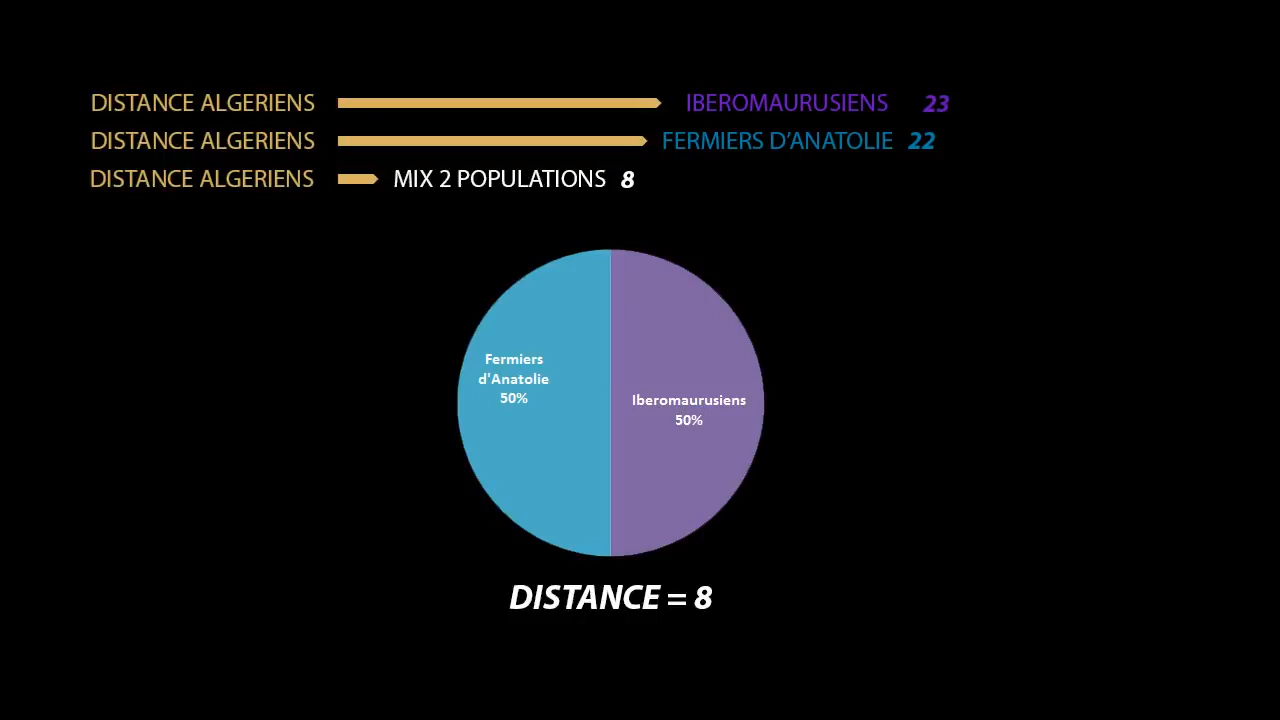 DISTANCE ALGERIENS IBEROMAURUSIENS 23
DISTANCE ALGERIENS FERMIERS D’ANATOLIE 22
DISTANCE ALGERIENS MIX 2 POPULATIONS 8
Fermiers
d'Anatolie
50%
Iberomaurusiens
50%
DISTANCE = 8